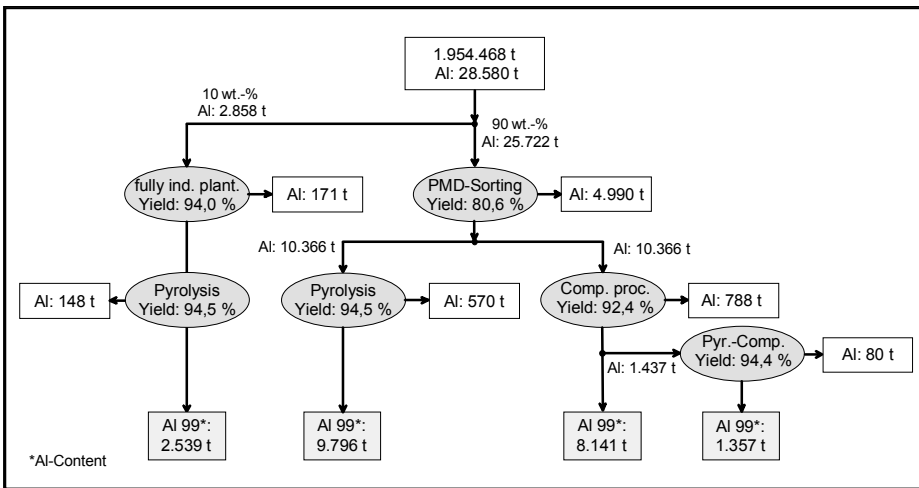 1.954.468 t
Al: 28.580 t
10 wt.-%
Al: 2.858 t
90 wt.-%
Al: 25.722 t
fully ind. plant.
Yield: 94,0 %
Al: 171 t
PMD-Sorting
Yield: 80,6 %
Al: 4.990 t
Al: 10.366 t
Al: 10.366 t
Al: 148 t
Pyrolysis
Yield: 94,5 %
Pyrolysis
Yield: 94,5 %
Al: 570 t
Comp. proc.
Yield: 92,4 %
Al: 788 t
Al: 1.437 t
Pyr.-Comp.
Yield: 94,4 %
Al: 80 t
Al 99*:
2.539 t
Al 99*:
9.796 t
Al 99*:
8.141 t
Al 99*:
1.357 t
*Al-Content